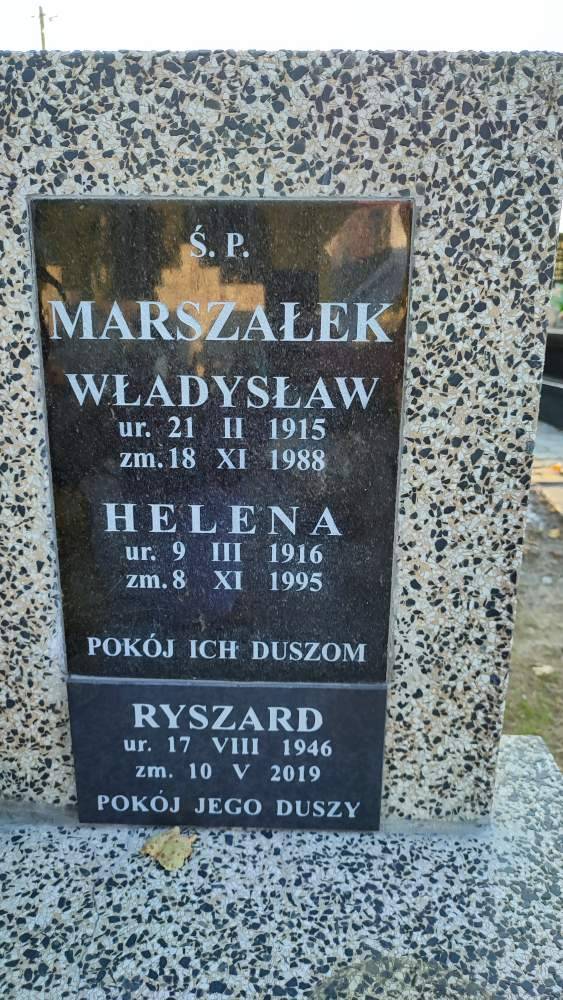 Ś. P.
MARSZAŁEK
WŁADYSŁAW
ur. 21 II 1915
zm. 18 XI 1988
HELENA
ur. 9 III 1916
zm. 8 XI 1995
POKÓJ ICH DUSZOM
RYSZARD
ur. 17 VIII 1946
zm. 10 V 2019
POKÓJ JEGO DUSZY